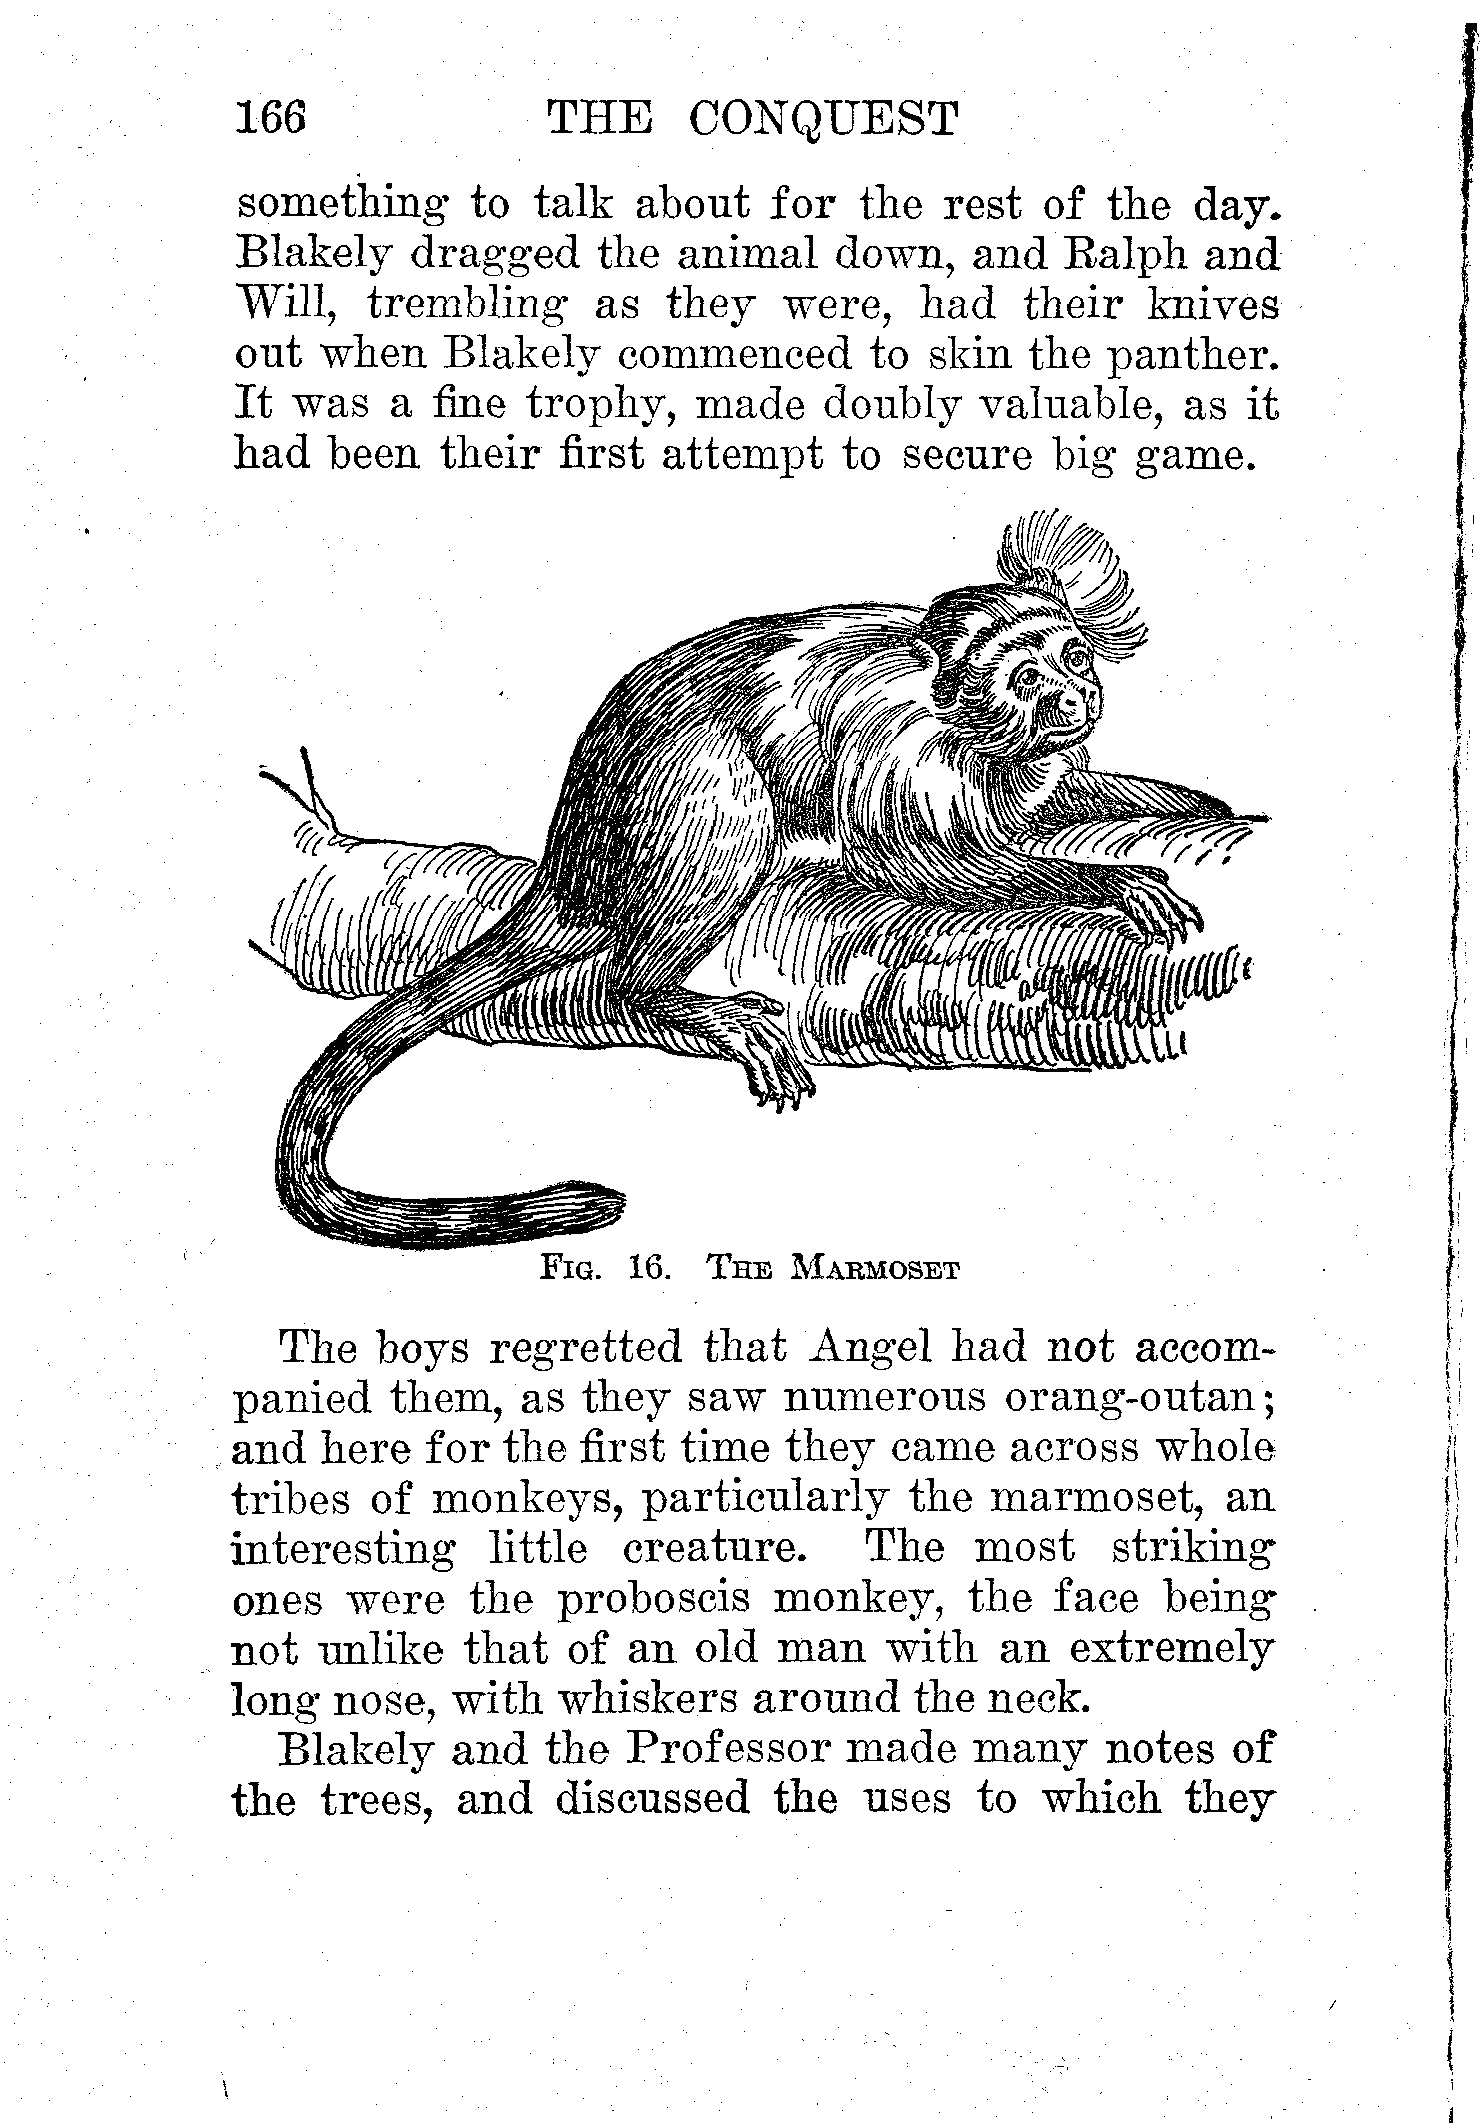 166 THE CONQUEST
something to talk about for the rest of the day.
Blakely dragged the animal down, and Ralph and
Will, trembling as they were, had their knives
out when Blakely commenced to skin the panther.
It was a fine trophy, made doubly valuable, as it
had been their first attempt to secure big game.
FIG. 16. THE MARMOSET
The boys regretted that Angel had not accom-
panied them, as they saw numerous orang-outan;
and here for the first time they came across whole
tribes of monkeys, particularly the marmoset, an
interesting little creature. The most striking
ones were the proboscis monkey, the face being
not unlike that of an old man with an extremely
long nose, with whiskers around the neck.
Blakely and the Professor made many notes of
the trees, and discussed the uses to which they